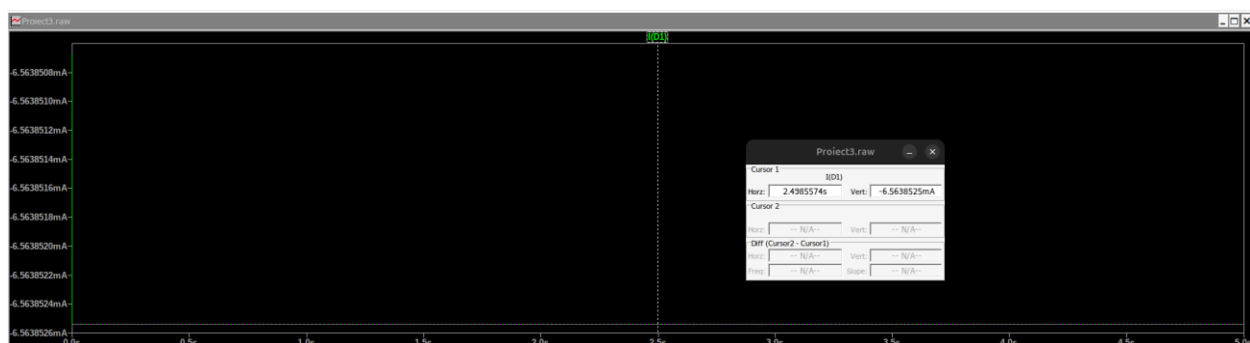 Proiect3.raw
I(D1)
-6.5638508mA
-6.5638510mA
-6.5638512mA
-6.5638514mA
-6.5638516mA
-6.5638518mA
-6.5638520mA
-6.5638522mA
-6.5638524mA
-6.5638526mA
0.0s 0.5s 1.0s 1.5s 2.0s 2.5s 3.0s 3.5s 4.0s 4.5s 5.0s
Proiect3.raw
Cursor 1
I(D1)
Horz: 2.4985574s Vert: -6.5638525mA
Cursor 2
Horz: -- N/A-- Vert: -- N/A--
Diff (Cursor2 - Cursor1)
Horz: -- N/A-- Vert: -- N/A--
Freq: -- N/A-- Slope: -- N/A--